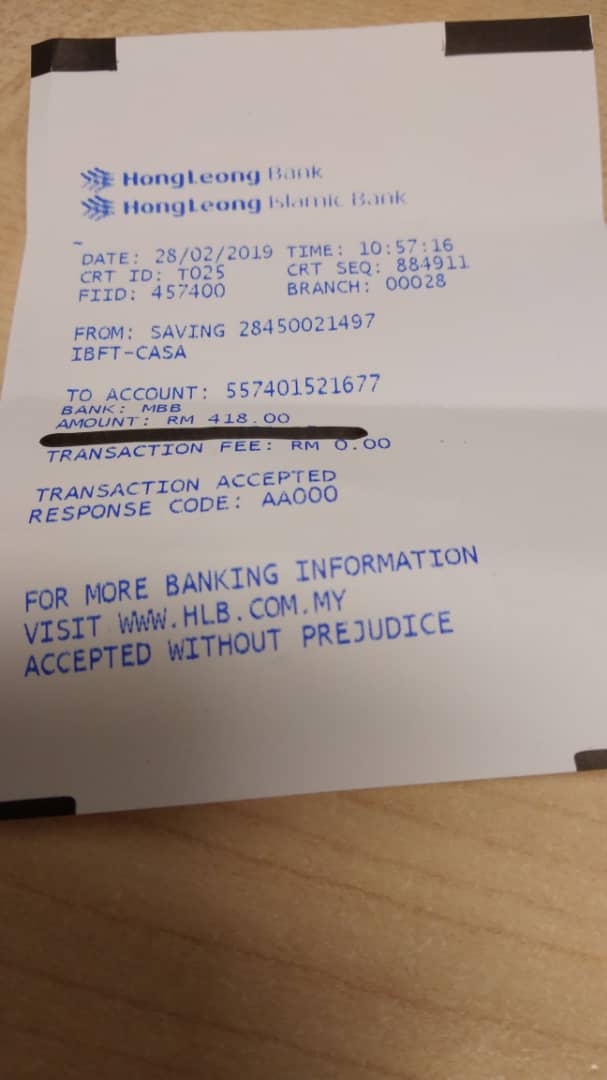 HongLeong Bank
HongLeong Islamic Bank
~
DATE: 28/02/2019 TIME: 10:57:16
CRT ID: T025 CRT SEQ: 884911
FIID: 457400 BRANCH: 00028
FROM: SAVING 28450021497
IBFT-CASA
TO ACCOUNT: 557401521677
BANK: MBB
AMOUNT: RM 418.00
TRANSACTION FEE: RM 0.00
TRANSACTION ACCEPTED
RESPONSE CODE: AA000
FOR MORE BANKING INFORMATION
VISIT WWW.HLB.COM.MY
ACCEPTED WITHOUT PREJUDICE